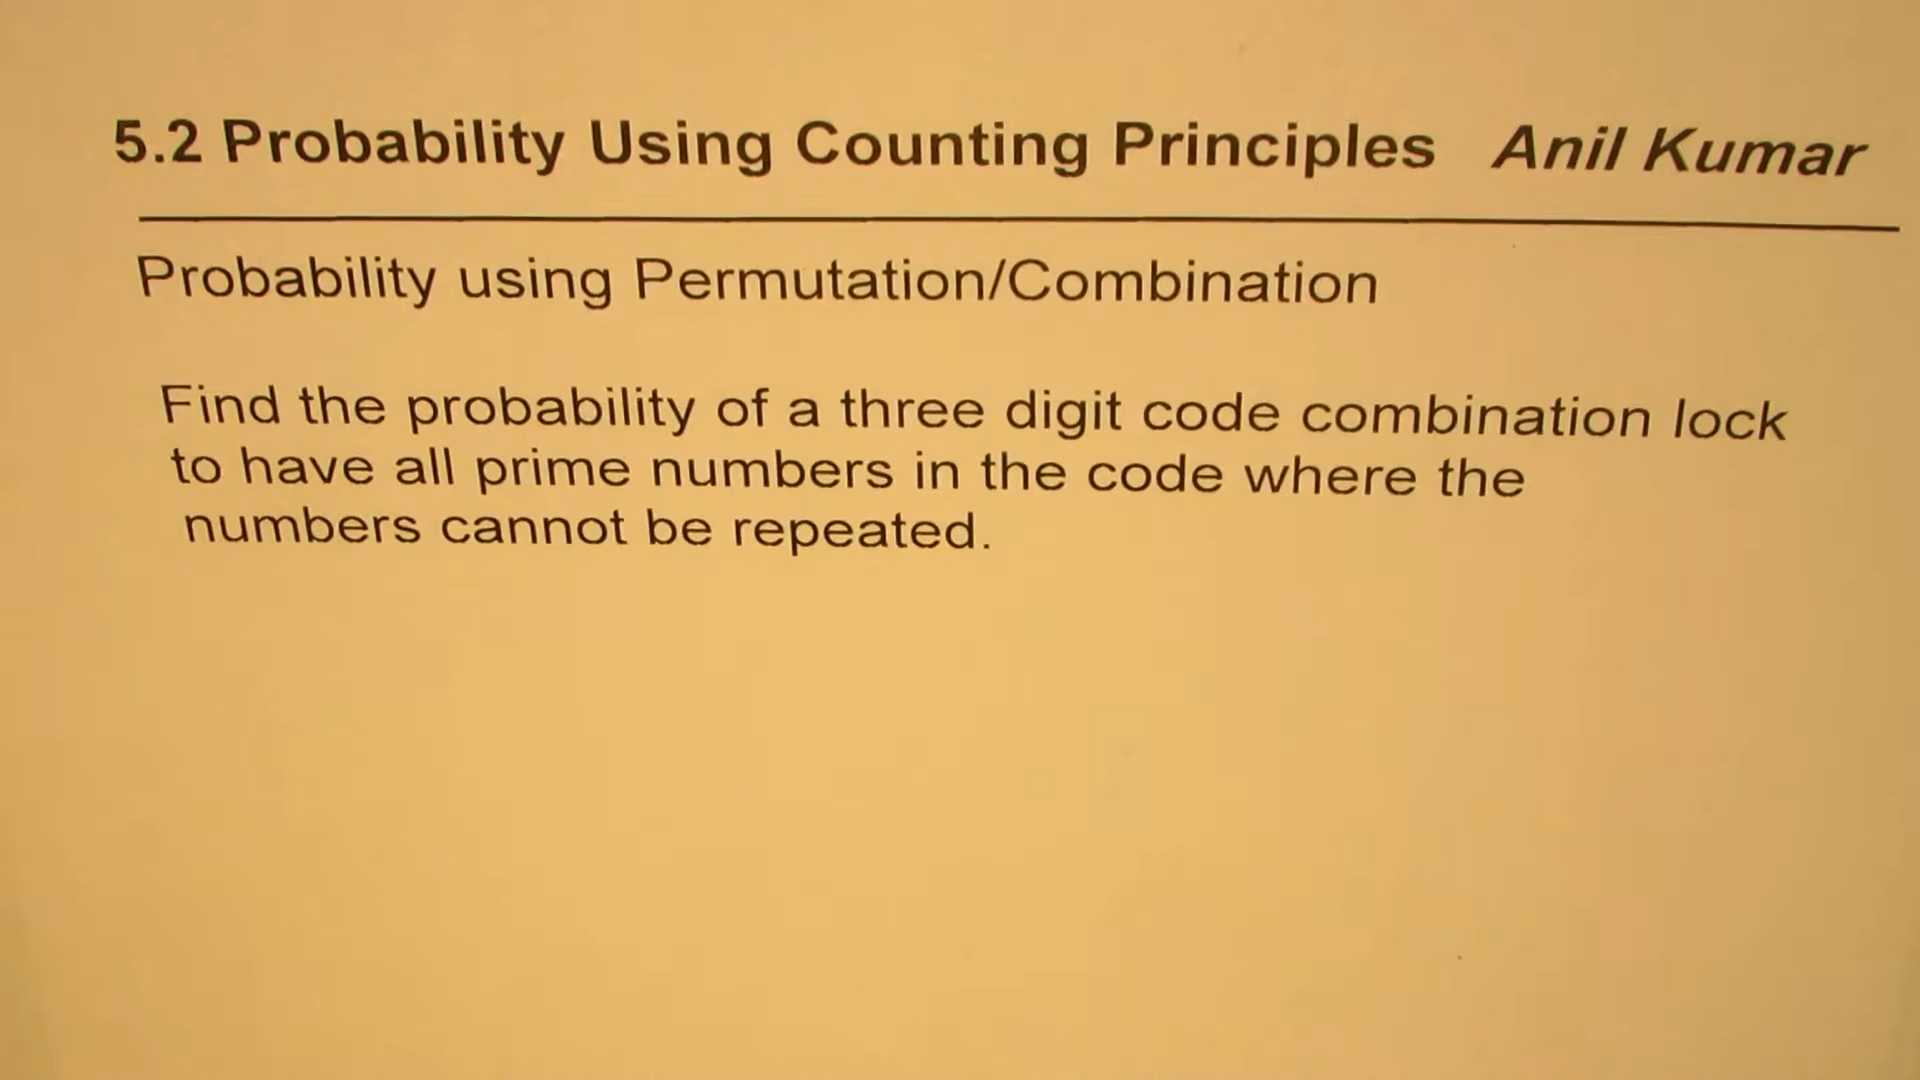 5.2 Probability Using Counting Principles Anil Kumar
Probability using Permutation/Combination
Find the probability of a three digit code combination lock
to have all prime numbers in the code where the
numbers cannot be repeated.